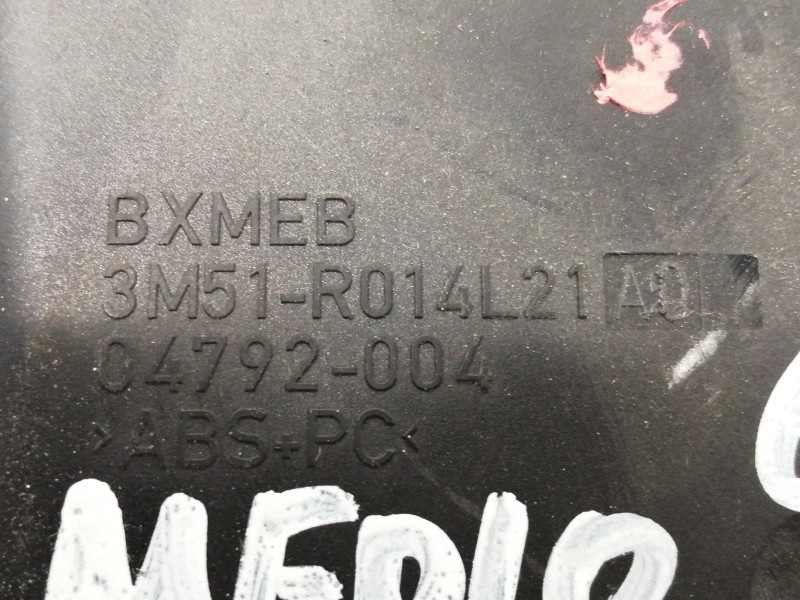 BXMEB
3M51-R014L21
04792-004
>ABS+PC<